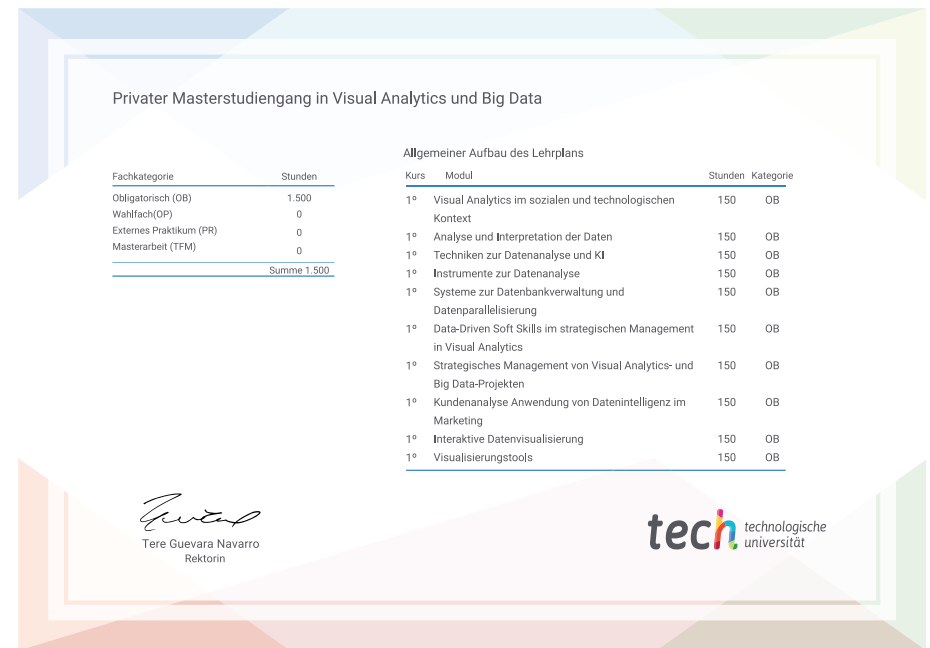 Privater Masterstudiengang in Visual Analytics und Big Data
Fachkategorie Stunden
Obligatorisch (OB) 1.500
Wahlfach(OP) 0
Externes Praktikum (PR) 0
Masterarbeit (TFM) 0
Summe 1.500
Allgemeiner Aufbau des Lehrplans
Kurs Modul Stunden Kategorie
1º Visual Analytics im sozialen und technologischen 150 OB
Kontext
1º Analyse und Interpretation der Daten 150 OB
1º Techniken zur Datenanalyse und KI 150 OB
1º Instrumente zur Datenanalyse 150 OB
1º Systeme zur Datenbankverwaltung und 150 OB
Datenparallelisierung
1º Data-Driven Soft Skills im strategischen Management 150 OB
in Visual Analytics
1º Strategisches Management von Visual Analytics- und 150 OB
Big Data-Projekten
1º Kundenanalyse Anwendung von Datenintelligenz im 150 OB
Marketing
1º Interaktive Datenvisualisierung 150 OB
1º Visualisierungstools 150 OB
Tere Guevara Navarro
Rektorin
tech technologische
universität